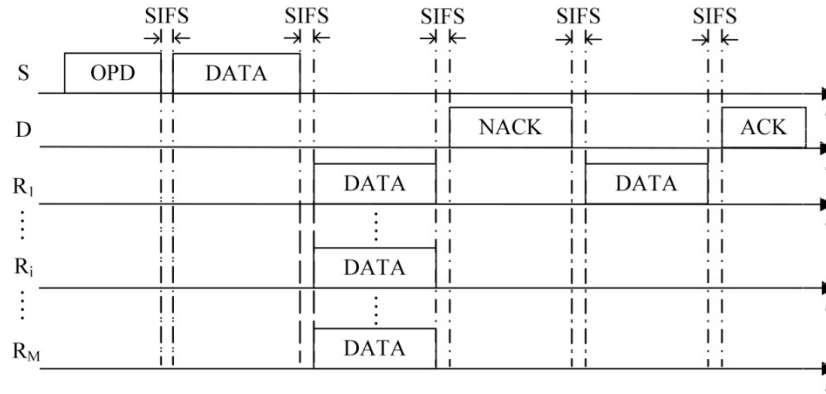 SIFS SIFS SIFS SIFS SIFS
S OPD DATA
D NACK ACK
R1 DATA DATA
Ri DATA
RM DATA